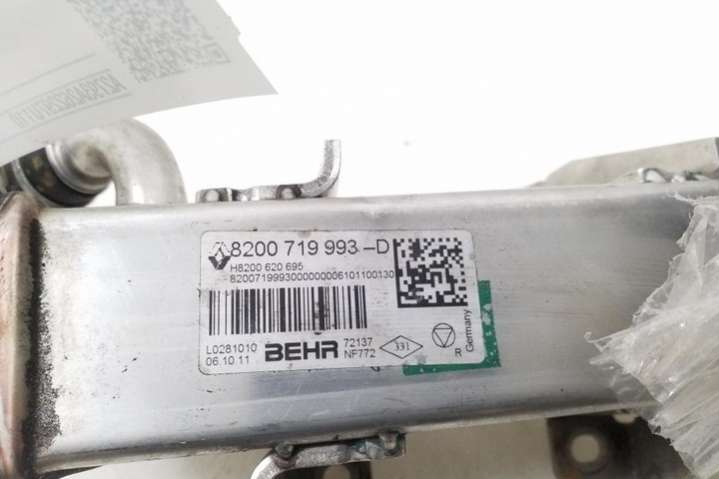 8200 719 993 -D
H8200 620 695
8200719993000000006101100130
L0281010
06.10.11
BEHR
72137
NF772
331
R
Germany